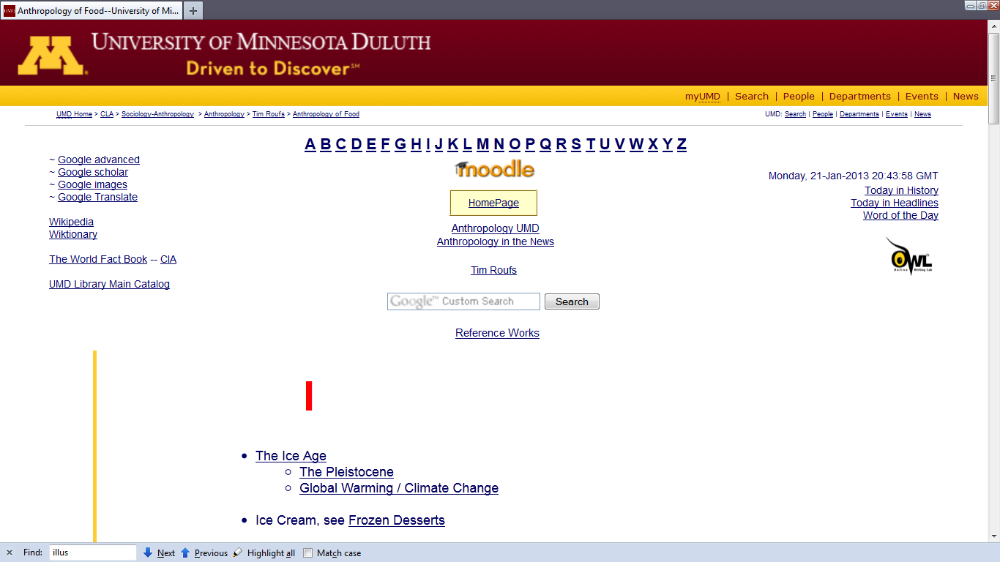 Anthropology of Food--University of Mi...
UNIVERSITY OF MINNESOTA DULUTH
Driven to Discover℠
myUMD | Search | People | Departments | Events | News
UMD Home > CLA > Sociology-Anthropology > Anthropology > Tim Roufs > Anthropology of Food
UMD: Search | People | Departments | Events | News
A B C D E F G H I J K L M N O P Q R S T U V W X Y Z
~ Google advanced
~ Google scholar
~ Google images
~ Google Translate
Wikipedia
Wiktionary
The World Fact Book -- CIA
UMD Library Main Catalog
moodle
HomePage
Anthropology UMD
Anthropology in the News
Tim Roufs
Google™ Custom Search
Search
Reference Works
Monday, 21-Jan-2013 20:43:58 GMT
Today in History
Today in Headlines
Word of the Day
OWL
Online Writing Lab
I
• The Ice Age
○ The Pleistocene
○ Global Warming / Climate Change
• Ice Cream, see Frozen Desserts
Find: illus Next Previous Highlight all Match case